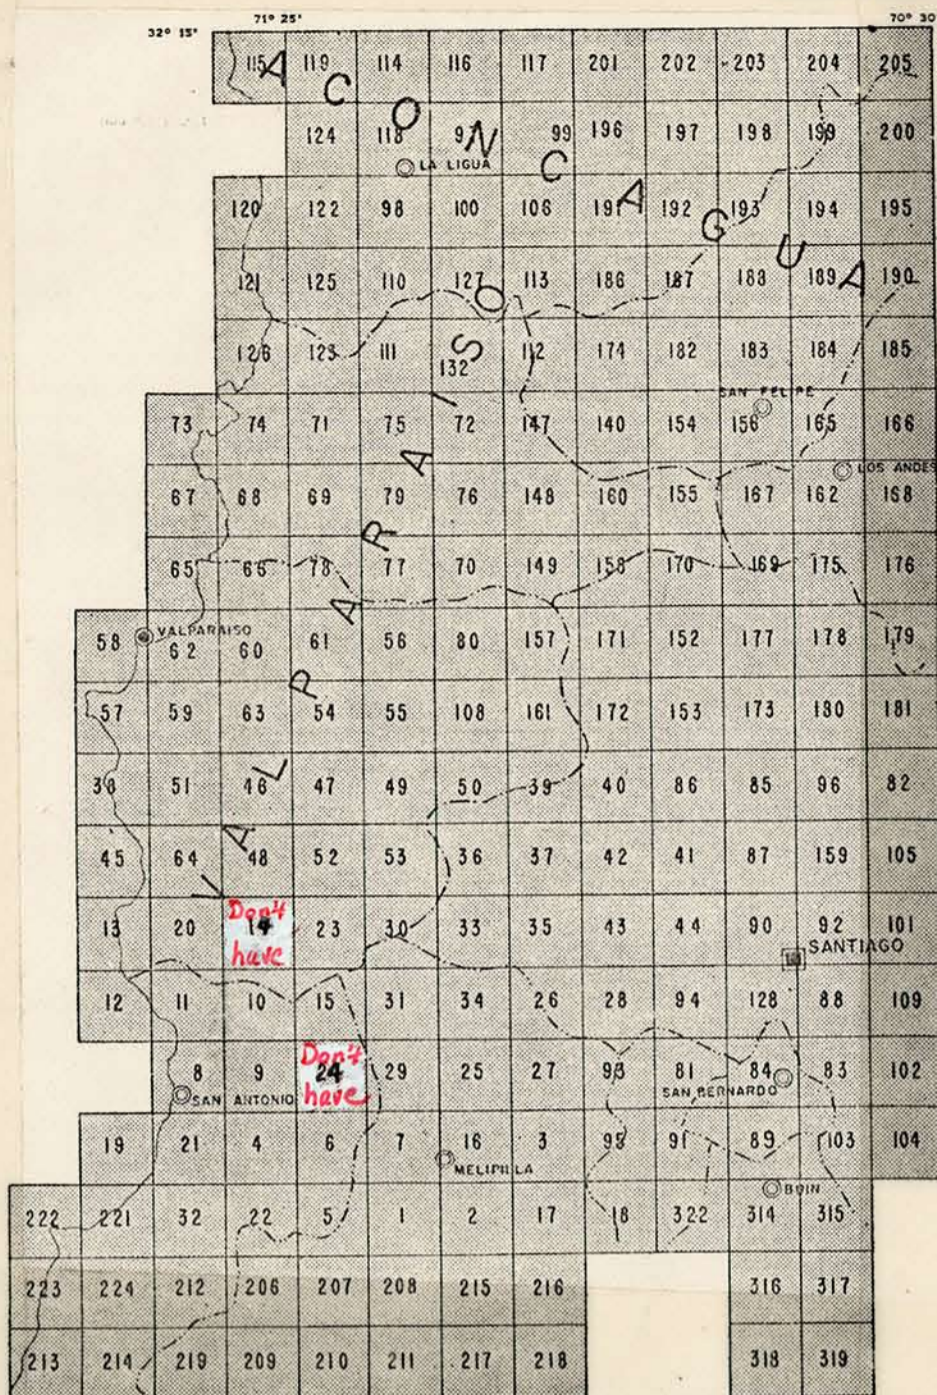 71° 25' 70° 30'
32° 15'
115 119 114 116 117 201 202 203 204 205
124 118 97 99 196 197 198 199 200
LA LIGUA
120 122 98 100 106 191 192 193 194 195
121 125 110 127 113 186 187 188 189 190
126 123 111 132 112 174 182 183 184 185
ACONCAGUA
SAN FELIPE
73 74 71 75 72 147 140 154 156 165 166
LOS ANDES
67 68 69 79 76 148 160 155 167 162 168
65 66 78 77 70 149 158 170 169 175 176
VALPARAISO
58 62 60 61 56 80 157 171 152 177 178 179
57 59 63 54 55 108 161 172 153 173 180 181
38 51 46 47 49 50 39 40 86 85 96 82
45 64 48 52 53 36 37 42 41 87 159 105
VALPARAISO
Don't
13 20 14 23 30 33 35 43 44 90 92 101
have
SANTIAGO
12 11 10 15 31 34 26 28 94 128 88 109
Don't
8 9 24 29 25 27 93 81 84 83 102
have
SAN ANTONIO SAN BERNARDO
19 21 4 6 7 16 3 95 91 89 103 104
MELIPILLA
BUIN
222 221 32 22 5 1 2 17 18 322 314 315
223 224 212 206 207 208 215 216 316 317
213 214 219 209 210 211 217 218 318 319